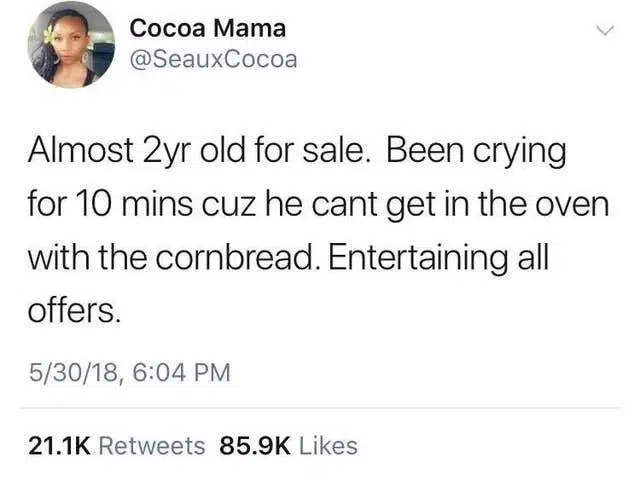 Cocoa Mama
@SeauxCocoa
Almost 2yr old for sale. Been crying
for 10 mins cuz he cant get in the oven
with the cornbread. Entertaining all
offers.
5/30/18, 6:04 PM
21.1K Retweets 85.9K Likes